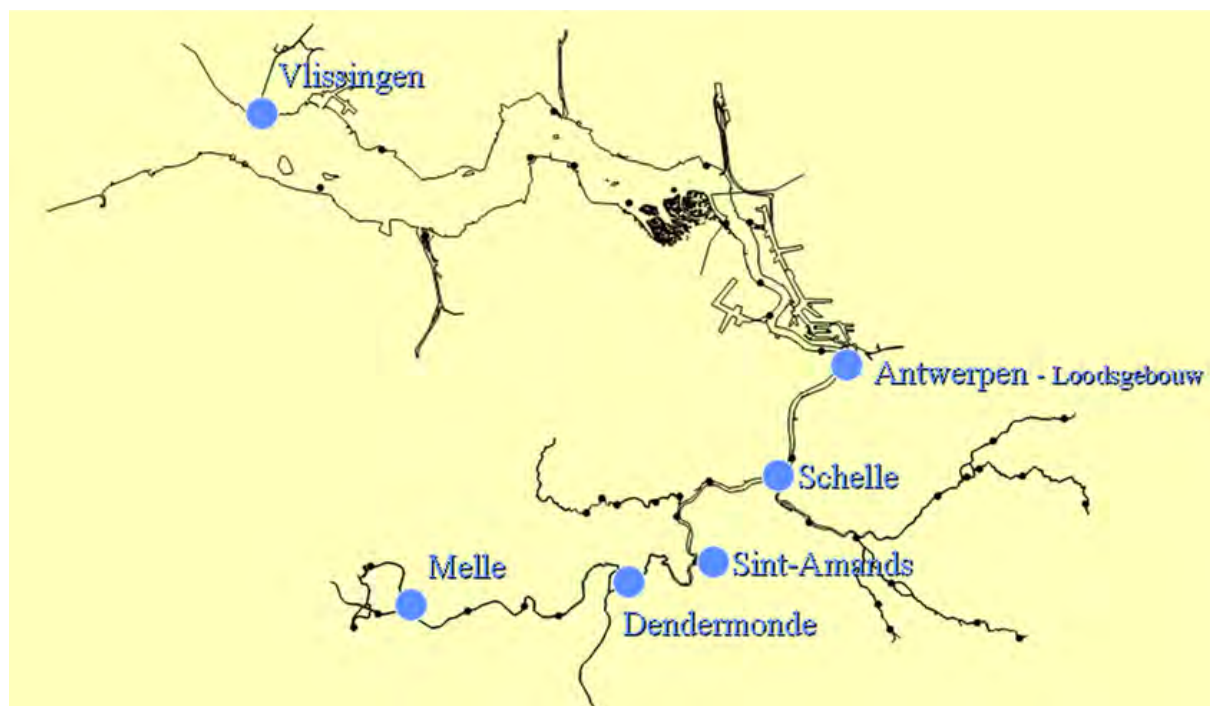 Vlissingen
Antwerpen - Loodsgebouw
Schelle
Sint-Amands
Melle
Dendermonde